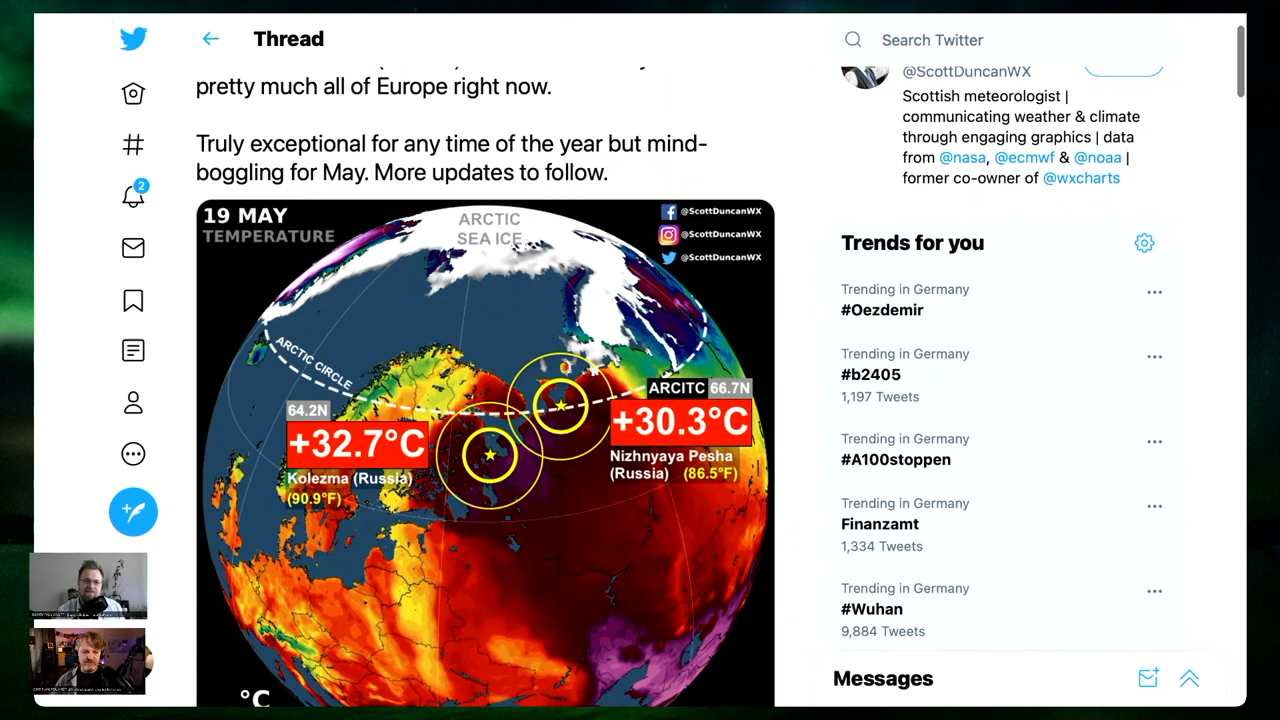 Thread
Search Twitter
pretty much all of Europe right now.
Truly exceptional for any time of the year but mind-
boggling for May. More updates to follow.
19 MAY
TEMPERATURE
ARCTIC
SEA ICE
@ScottDuncanWX
@ScottDuncanWX
@ScottDuncanWX
ARCTIC CIRCLE
64.2N
+32.7°C
Kolezma (Russia)
(90.9°F)
ARCITC 66.7N
+30.3°C
Nizhnyaya Pesha
(Russia) (86.5°F)
°C
2
@ScottDuncanWX
Scottish meteorologist |
communicating weather & climate
through engaging graphics | data
from @nasa, @ecmwf & @noaa |
former co-owner of @wxcharts
Trends for you
Trending in Germany
#Oezdemir
Trending in Germany
#b2405
1,197 Tweets
Trending in Germany
#A100stoppen
Trending in Germany
Finanzamt
1,334 Tweets
Trending in Germany
#Wuhan
9,884 Tweets
Messages